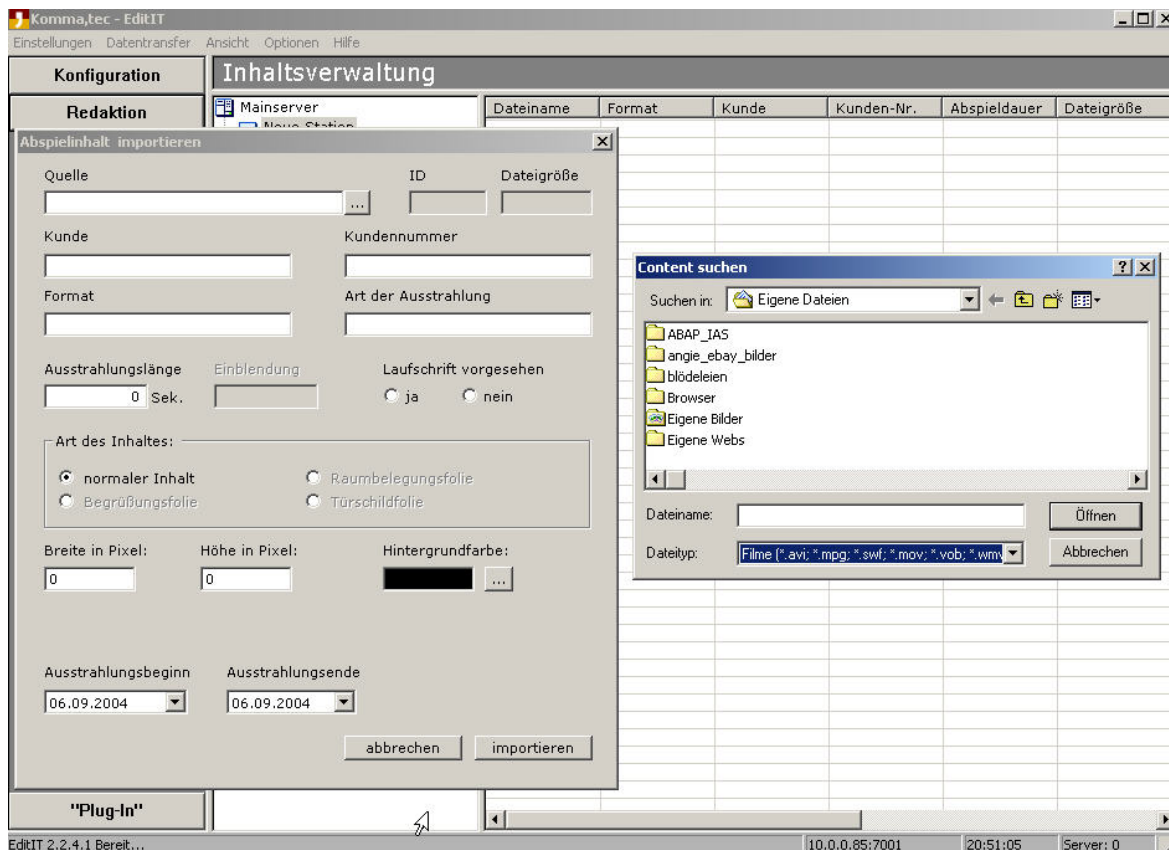 Komma,tec - EditIT
Einstellungen Datentransfer Ansicht Optionen Hilfe
Konfiguration
Inhaltsverwaltung
Redaktion
Mainserver
Neue Station
Dateiname Format Kunde Kunden-Nr. Abspieldauer Dateigröße
Abspielinhalt importieren
Quelle ID Dateigröße
...
Kunde Kundennummer
Format Art der Ausstrahlung
Ausstrahlungslänge Einblendung Laufschrift vorgesehen
0 Sek. ja nein
Art des Inhaltes:
normaler Inhalt Raumbelegungsfolie
Begrüßungsfolie Türschildfolie
Breite in Pixel: Höhe in Pixel: Hintergrundfarbe:
0 0 ...
Ausstrahlungsbeginn Ausstrahlungsende
06.09.2004 06.09.2004
abbrechen importieren
Content suchen
Suchen in: Eigene Dateien
ABAP_IAS
angie_ebay_bilder
blödeleien
Browser
Eigene Bilder
Eigene Webs
Dateiname: Öffnen
Dateityp: Filme (*.avi; *.mpg; *.swf; *.mov; *.vob; *.wmv Abbrechen
"Plug-In"
EditIT 2.2.4.1 Bereit... 10.0.0.85:7001 20:51:05 Server: 0